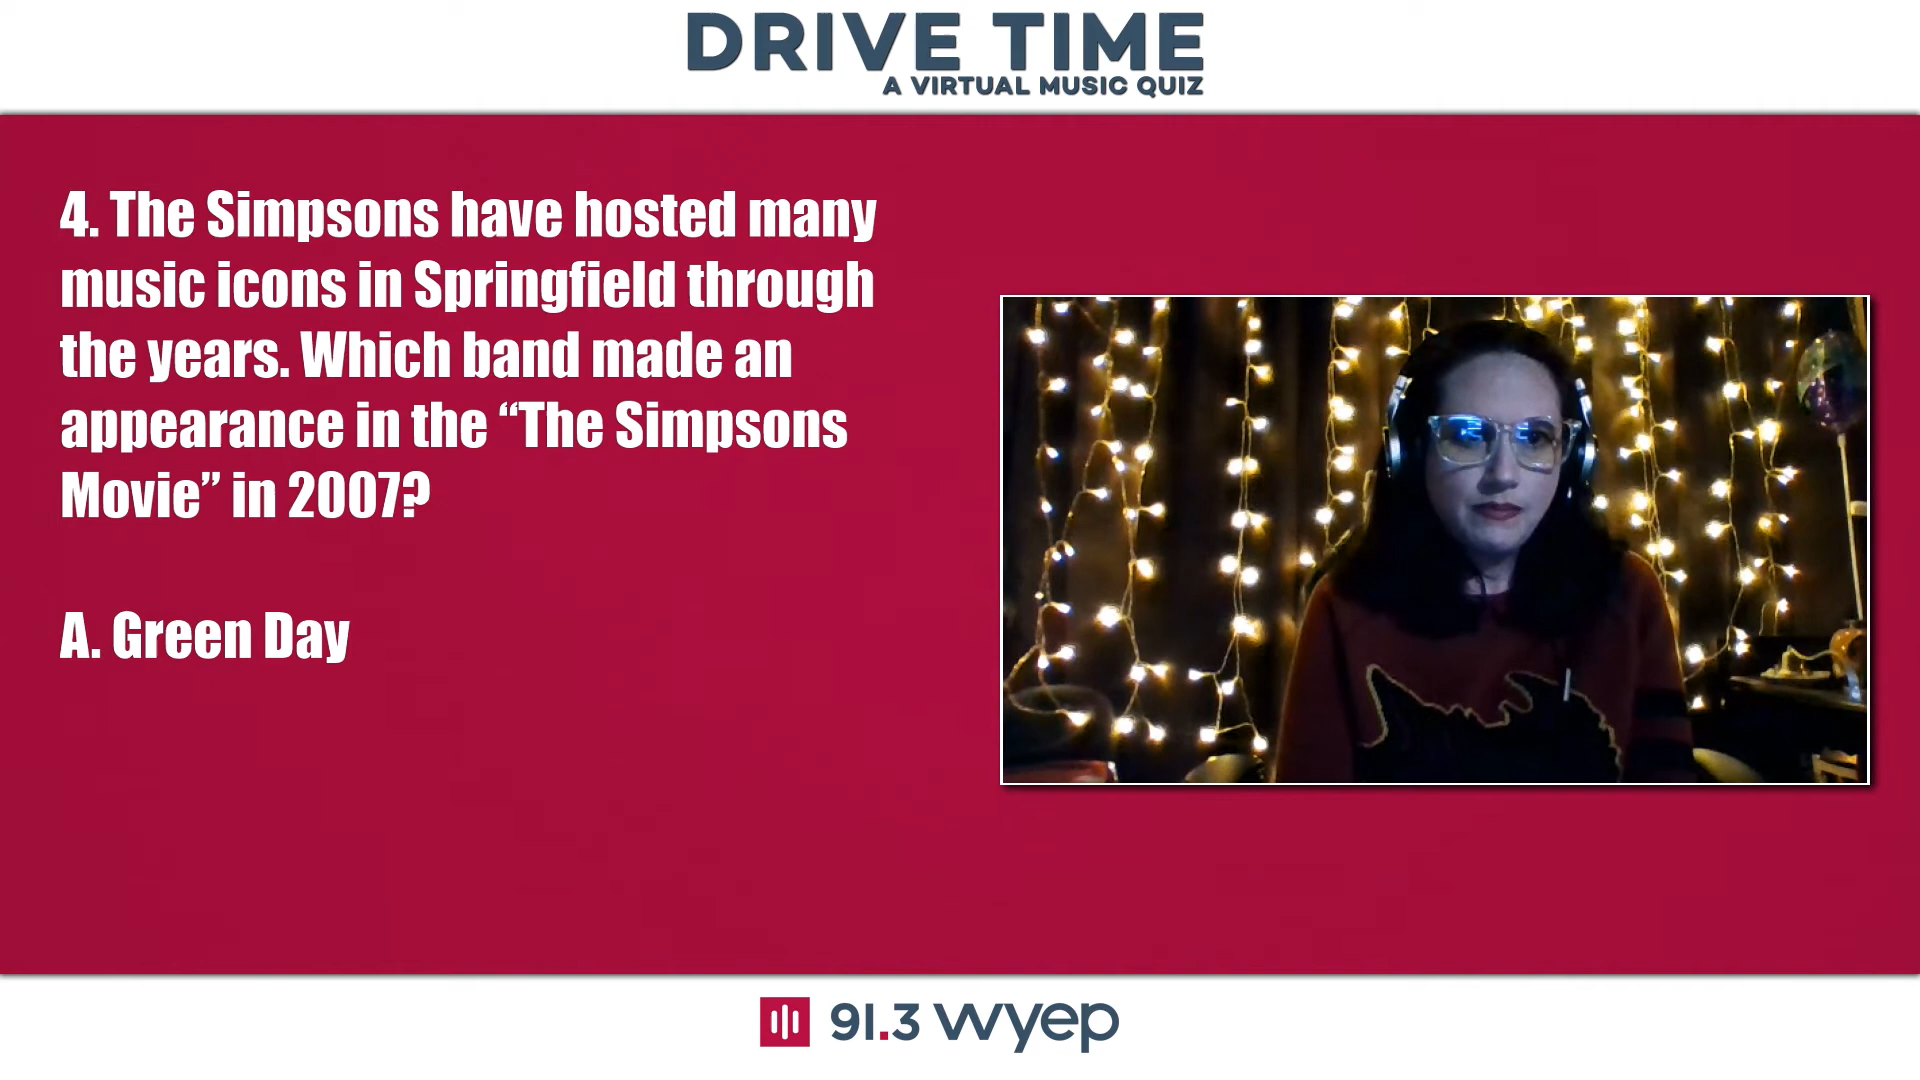 DRIVE TIME
A VIRTUAL MUSIC QUIZ
4. The Simpsons have hosted many
music icons in Springfield through
the years. Which band made an
appearance in the “The Simpsons
Movie” in 2007?
A. Green Day
91.3 wyep